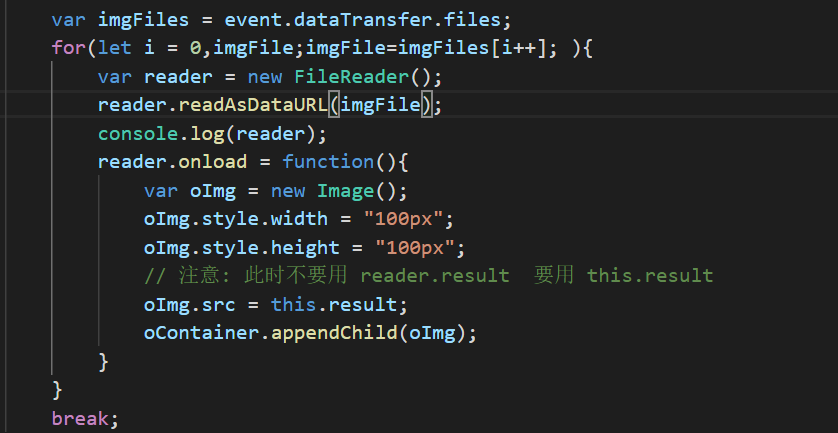 var imgFiles = event.dataTransfer.files;
for(let i = 0,imgFile;imgFile=imgFiles[i++]; ){
var reader = new FileReader();
reader.readAsDataURL(imgFile);
console.log(reader);
reader.onload = function(){
var oImg = new Image();
oImg.style.width = "100px";
oImg.style.height = "100px";
// 注意: 此时不要用 reader.result  要用 this.result
oImg.src = this.result;
oContainer.appendChild(oImg);
}
}
break;